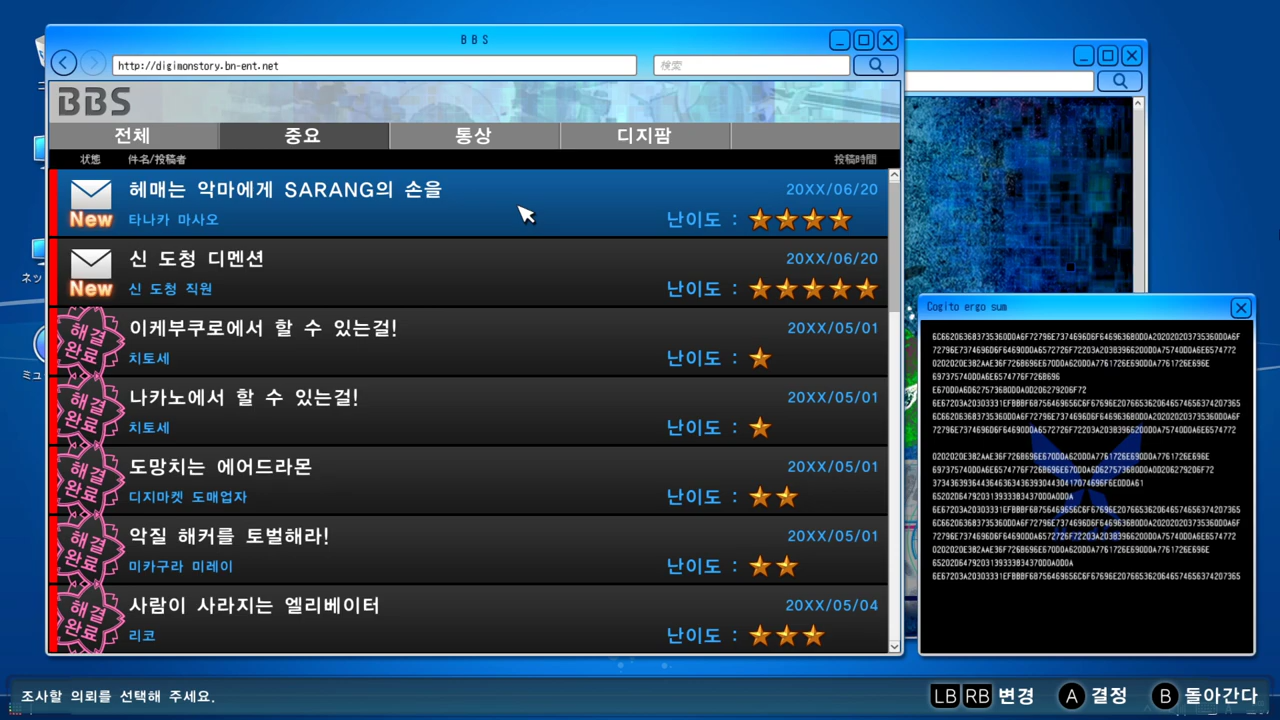 BBS
http://digimonstory.bn-ent.net
検索
BBS
전체
중요
통상
디지팜
状態 件名/投稿者 投稿時間
헤매는 악마에게 SARANG의 손을 20XX/06/20
New 타나카 마사오 난이도 :
신 도청 디멘션 20XX/06/20
New 신 도청 직원 난이도 :
해결 완료 이케부쿠로에서 할 수 있는걸! 20XX/05/01
치토세 난이도 :
해결 완료 나카노에서 할 수 있는걸! 20XX/05/01
치토세 난이도 :
해결 완료 도망치는 에어드라몬 20XX/05/01
디지마켓 도매업자 난이도 :
해결 완료 악질 해커를 토벌해라! 20XX/05/01
미카구라 미레이 난이도 :
해결 완료 사람이 사라지는 엘리베이터 20XX/05/04
리코 난이도 :
Cogito ergo sum
조사할 의뢰를 선택해 주세요.
LB RB 변경 A 결정 B 돌아간다